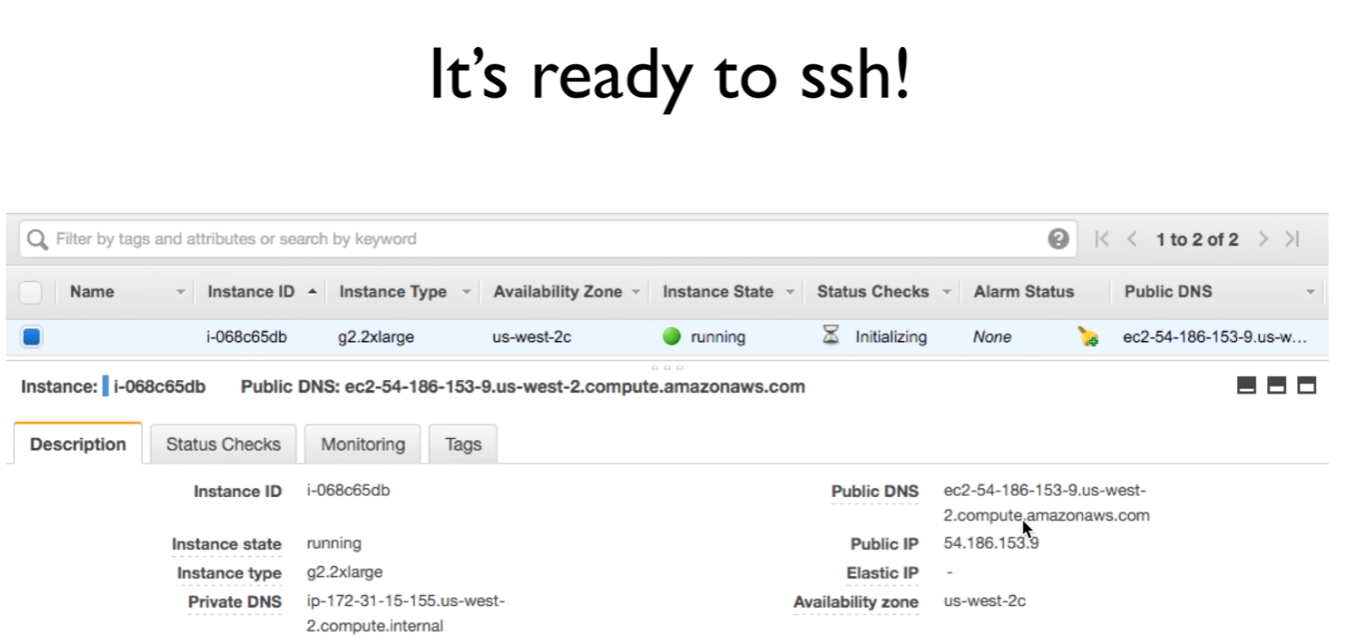 It's ready to ssh!
Filter by tags and attributes or search by keyword
1 to 2 of 2
Name Instance ID Instance Type Availability Zone Instance State Status Checks Alarm Status Public DNS
i-068c65db g2.2xlarge us-west-2c running Initializing None ec2-54-186-153-9.us-w...
Instance: i-068c65db Public DNS: ec2-54-186-153-9.us-west-2.compute.amazonaws.com
Description Status Checks Monitoring Tags
Instance ID i-068c65db Public DNS ec2-54-186-153-9.us-west-
2.compute.amazonaws.com
Instance state running Public IP 54.186.153.9
Instance type g2.2xlarge Elastic IP -
Private DNS ip-172-31-15-155.us-west- Availability zone us-west-2c
2.compute.internal